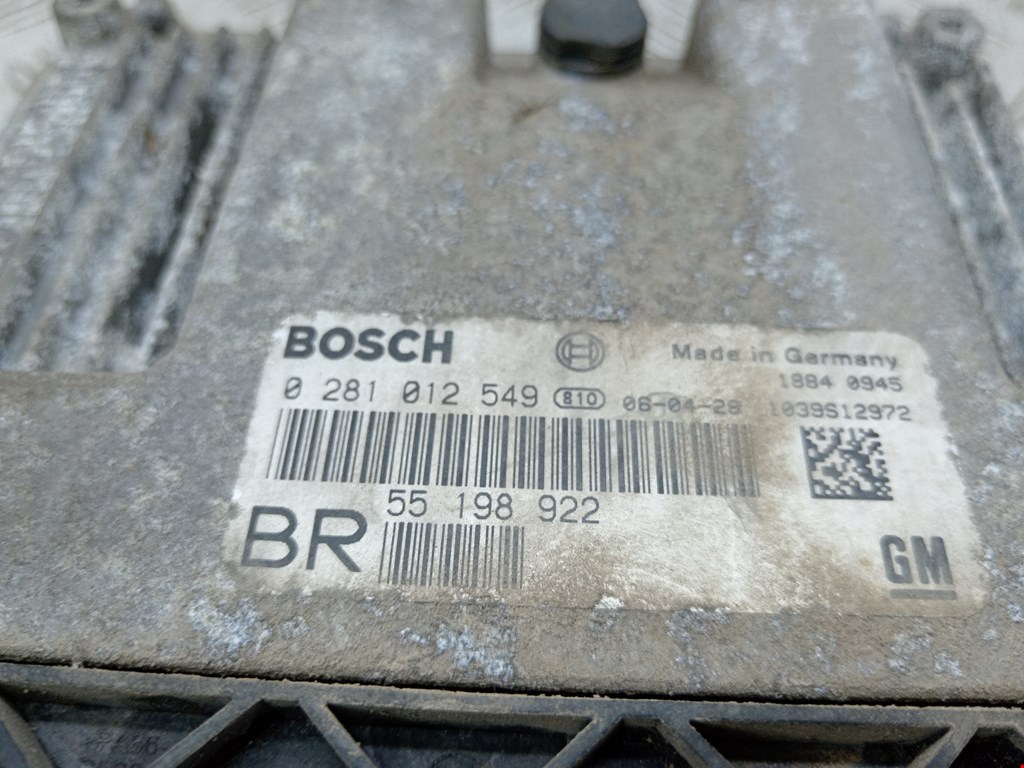 BOSCH Made in Germany
1884 0945
0 281 012 549 810 06-04-28 1039S12972
55 198 922
BR
GM